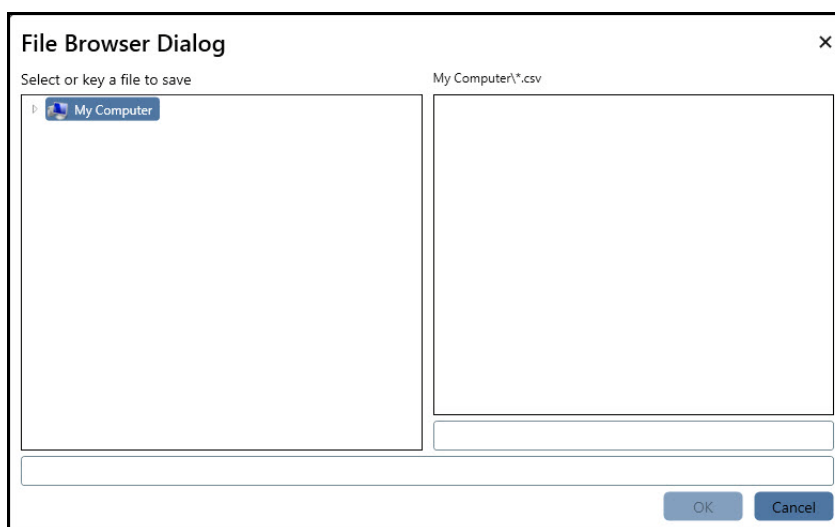 File Browser Dialog
Select or key a file to save
My Computer\*.csv
My Computer
OK
Cancel